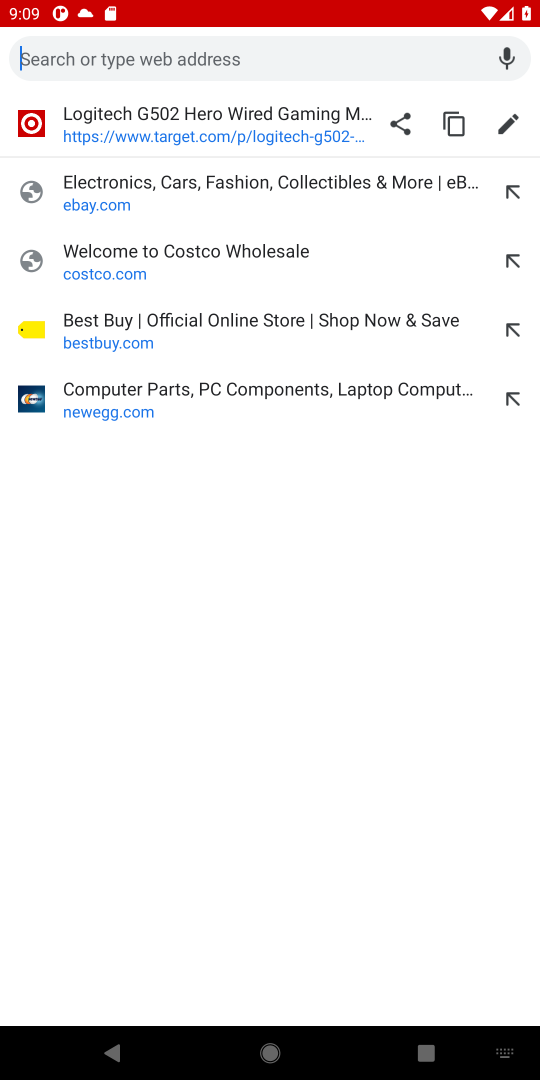 9:09
Search or type web address
Logitech G502 Hero Wired Gaming M...
https://www.target.com/p/logitech-g502-...
Electronics, Cars, Fashion, Collectibles & More | eB...
ebay.com
Welcome to Costco Wholesale
costco.com
Best Buy | Official Online Store | Shop Now & Save
bestbuy.com
Computer Parts, PC Components, Laptop Comput...
newegg.com